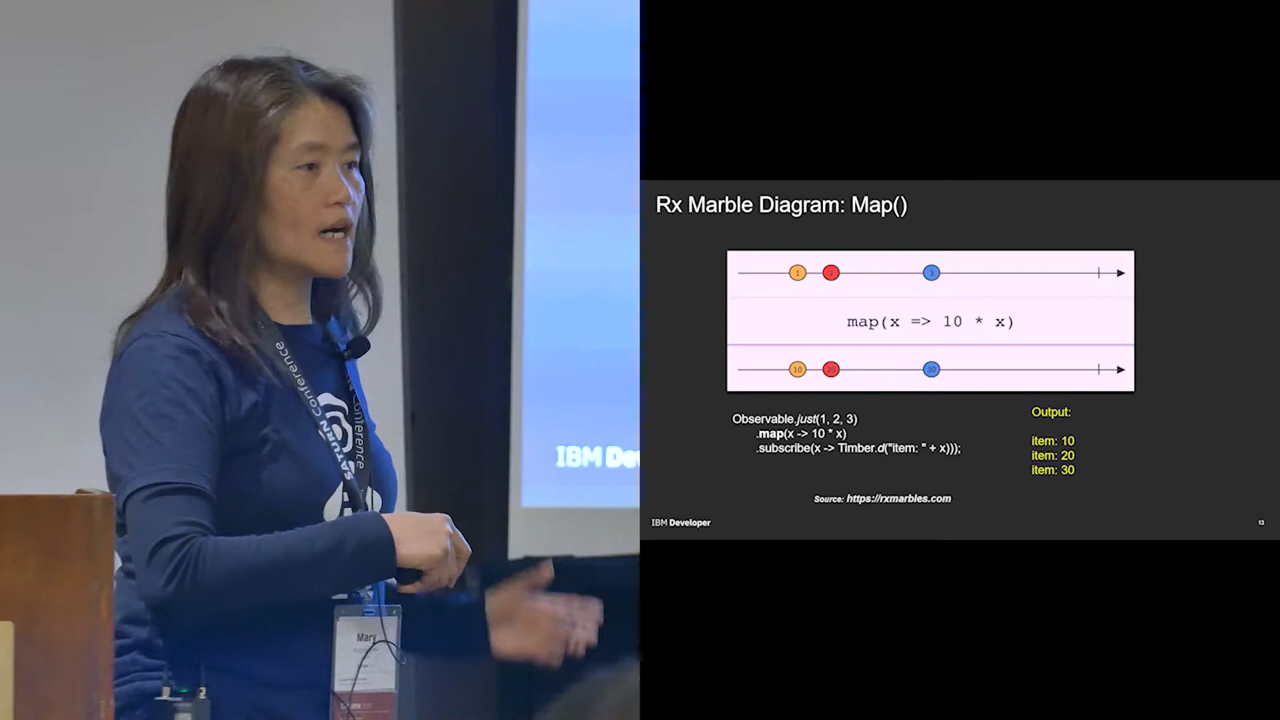 Conference
SATURN
Conference
Mary
SATURN
IBM De
Rx Marble Diagram: Map()
1 2 3
map(x => 10 * x)
10 20 30
Observable.just(1, 2, 3)
.map(x -> 10 * x)
.subscribe(x -> Timber.d("item: " + x)));
Output:
item: 10
item: 20
item: 30
Source: https://rxmarbles.com
IBM Developer
13